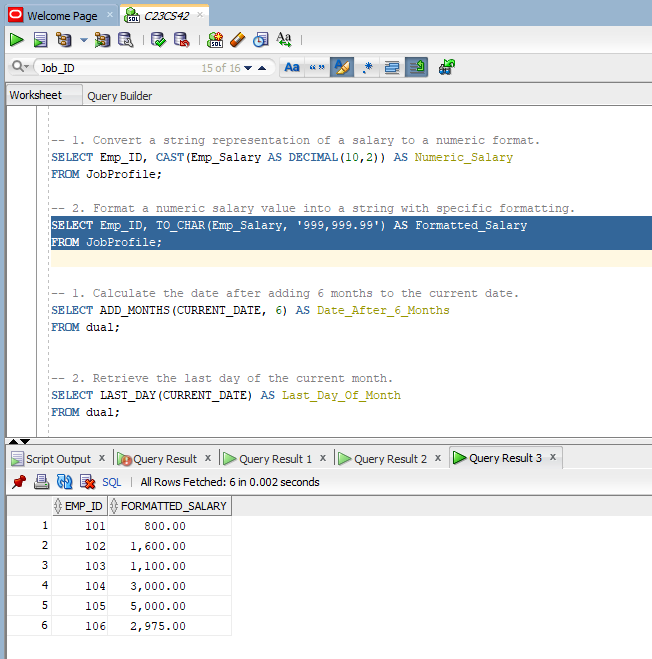 Welcome Page
SQL C23CS42
SQL
SQL
Aa
Job_ID 15 of 16 Aa “” .*
Worksheet Query Builder
-- 1. Convert a string representation of a salary to a numeric format.
SELECT Emp_ID, CAST(Emp_Salary AS DECIMAL(10,2)) AS Numeric_Salary
FROM JobProfile;
-- 2. Format a numeric salary value into a string with specific formatting.
SELECT Emp_ID, TO_CHAR(Emp_Salary, '999,999.99') AS Formatted_Salary
FROM JobProfile;
-- 1. Calculate the date after adding 6 months to the current date.
SELECT ADD_MONTHS(CURRENT_DATE, 6) AS Date_After_6_Months
FROM dual;
-- 2. Retrieve the last day of the current month.
SELECT LAST_DAY(CURRENT_DATE) AS Last_Day_Of_Month
FROM dual;
Script Output x Query Result x Query Result 1 x Query Result 2 x Query Result 3 x
SQL | All Rows Fetched: 6 in 0.002 seconds
EMP_ID FORMATTED_SALARY
1 101 800.00
2 102 1,600.00
3 103 1,100.00
4 104 3,000.00
5 105 5,000.00
6 106 2,975.00